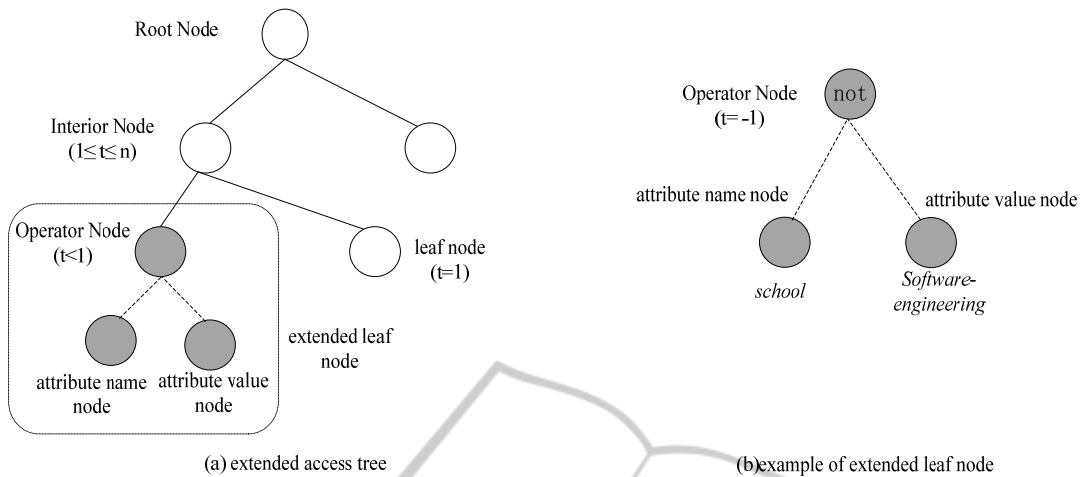 Root Node
Interior Node
(1≤t≤n)
Operator Node
(t<1)
leaf node
(t=1)
extended leaf
node
attribute name
node
attribute value
node
(a) extended access tree
Operator Node
(t=-1)
not
attribute name node
attribute value node
school
Software-
engineering
(b)example of extended leaf node